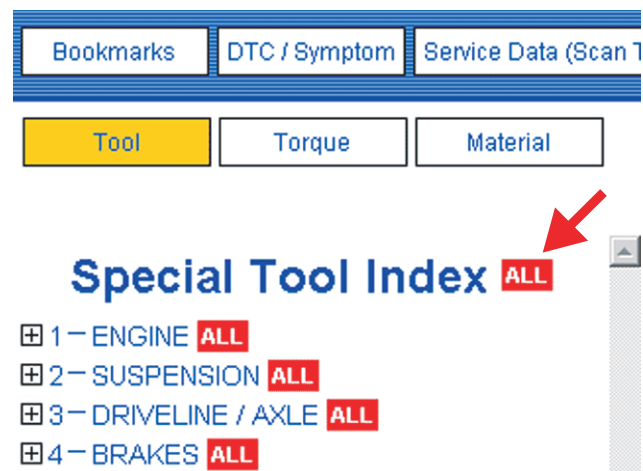 Bookmarks DTC / Symptom Service Data (Scan T
Tool Torque Material
Special Tool Index ALL
1 – ENGINE ALL
2 – SUSPENSION ALL
3 – DRIVELINE / AXLE ALL
4 – BRAKES ALL